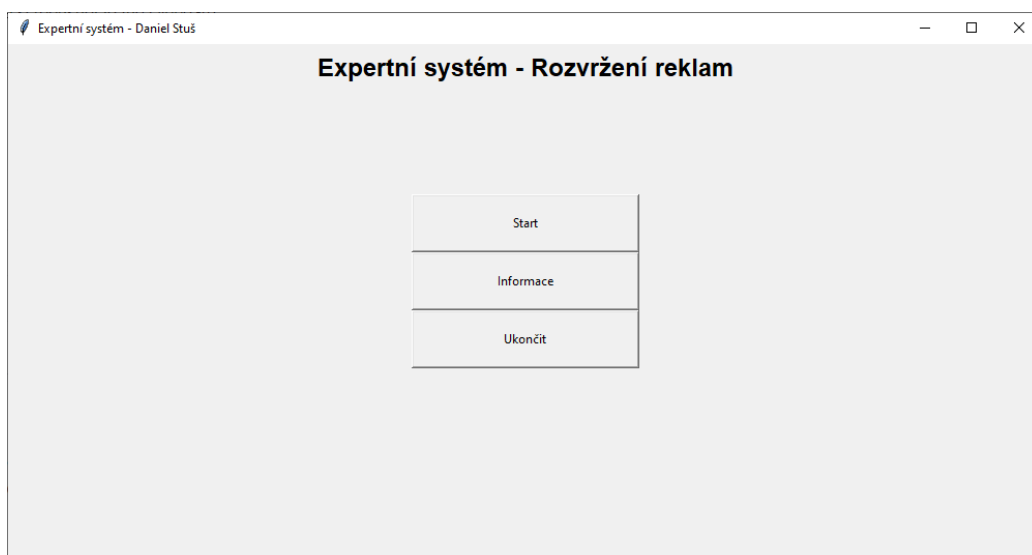 Expertní systém - Daniel Stuš
Expertní systém - Rozvržení reklam
Start
Informace
Ukončit